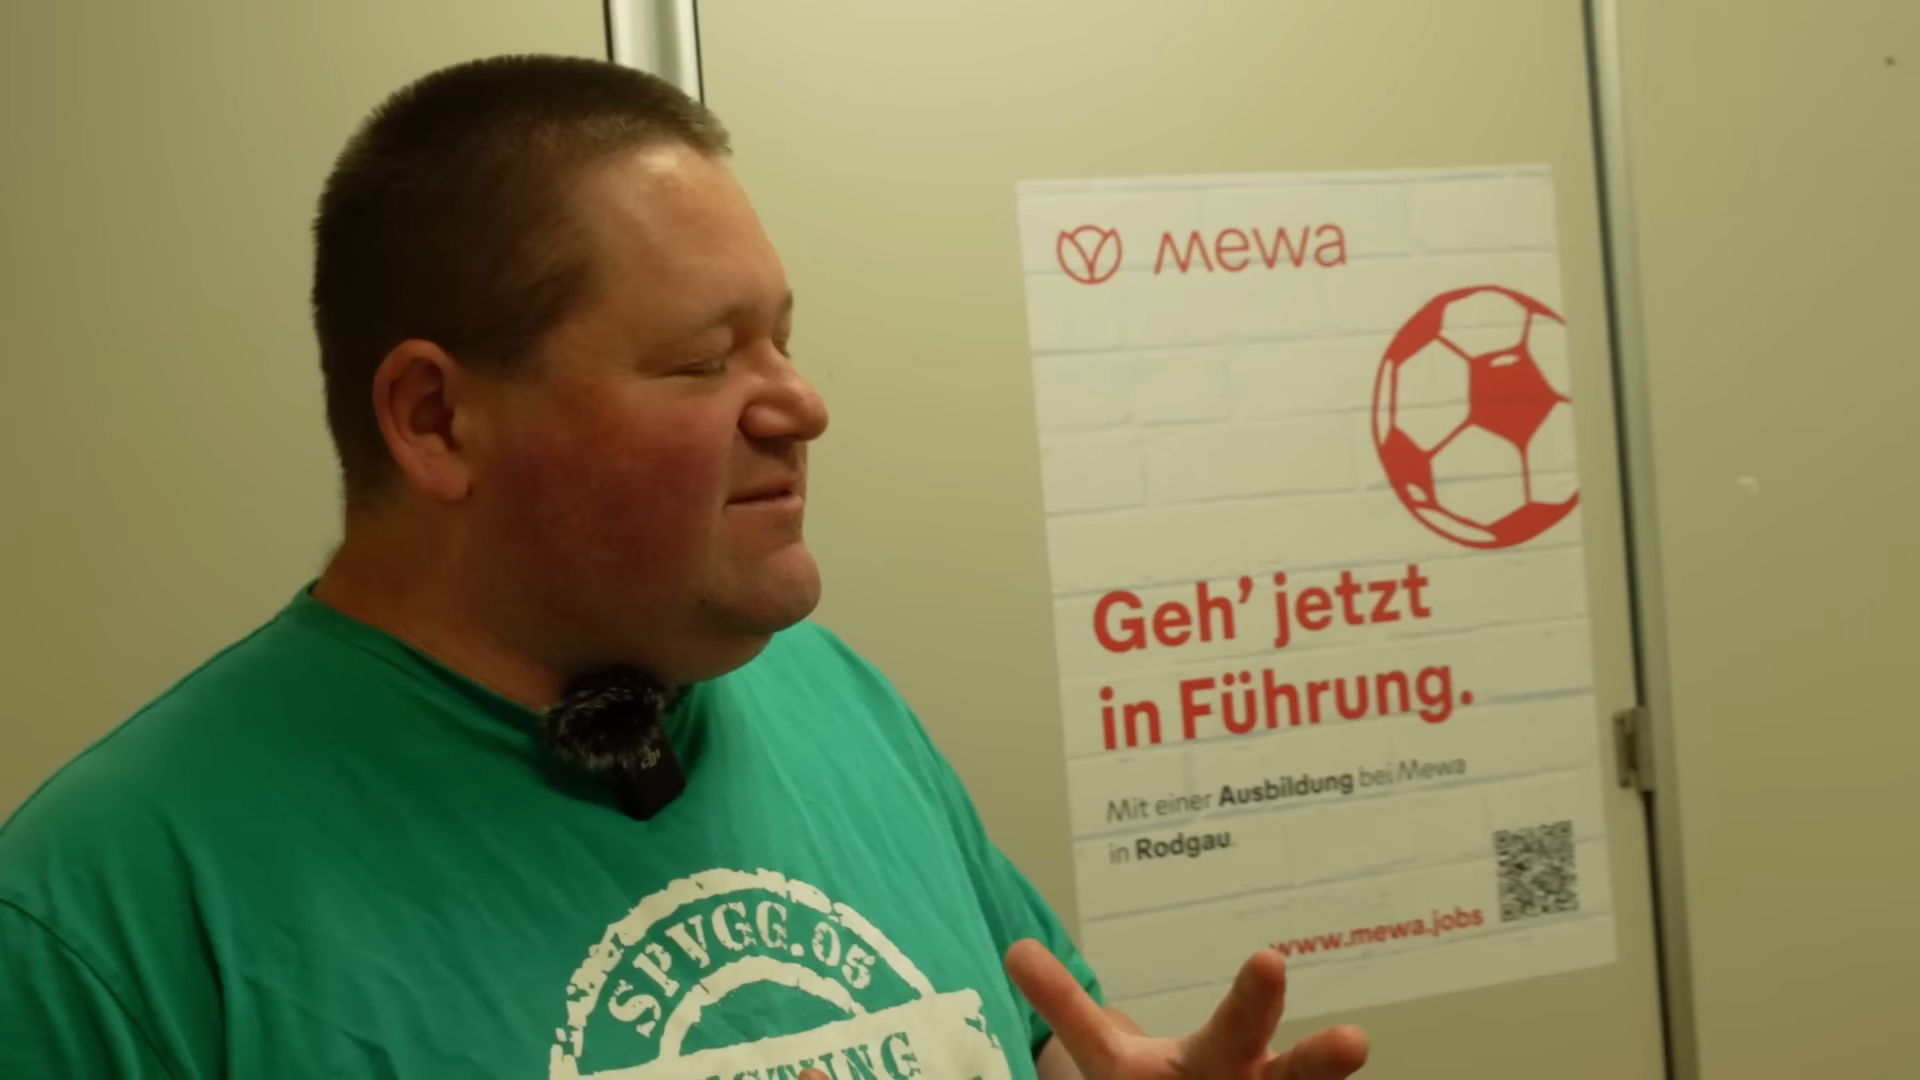 mewa
Geh' jetzt
in Führung.
Mit einer Ausbildung bei Mewa
in Rodgau.
www.mewa.jobs
SPVGG.05